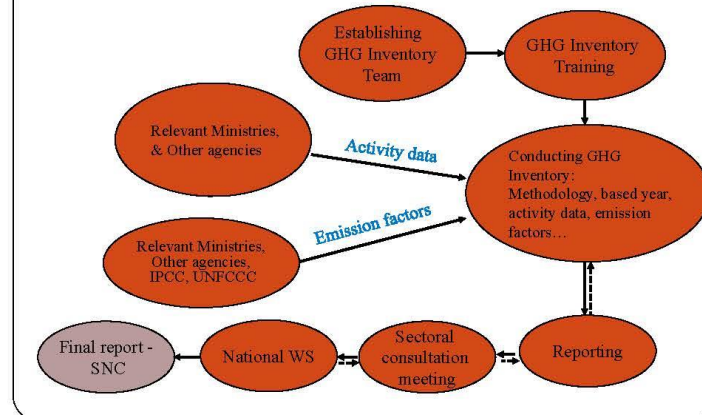 Establishing
GHG Inventory
Team
GHG Inventory
Training
Relevant Ministries,
& Other agencies
Activity data
Conducting GHG
Inventory:
Methodology, based year,
activity data, emission
factors…
Emission factors
Relevant Ministries,
Other agencies,
IPCC, UNFCCC
Final report -
SNC
National WS
Sectoral
consultation
meeting
Reporting